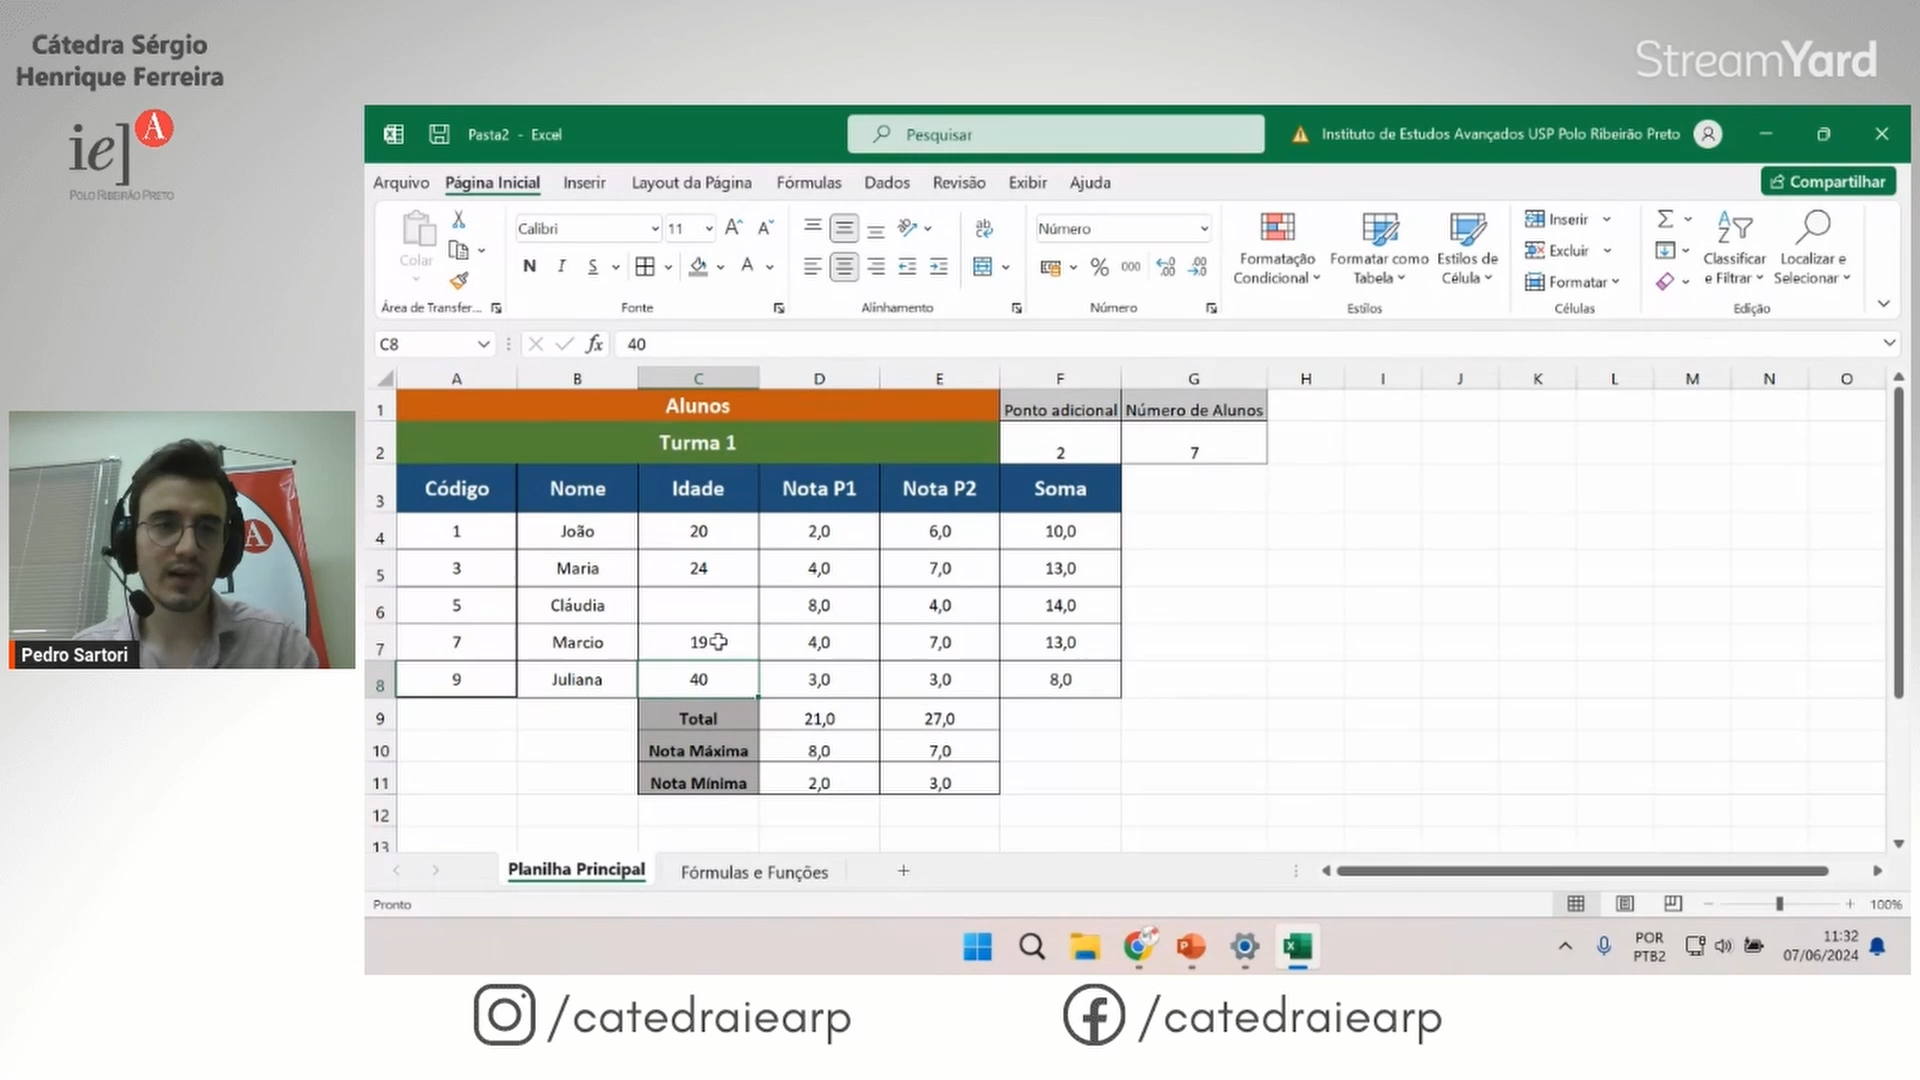 Cátedra Sérgio
Henrique Ferreira
StreamYard
ie] A
POLO RIBEIRÃO PRETO
Pasta2 - Excel
Pesquisar
Instituto de Estudos Avançados USP Polo Ribeirão Preto
Arquivo Página Inicial Inserir Layout da Página Fórmulas Dados Revisão Exibir Ajuda
Compartilhar
Colar
Calibri 11
N I S A
Número
% 000
Formatação Condicional
Formatar como Tabela
Estilos de Célula
Inserir
Excluir
Formatar
Classificar e Filtrar
Localizar e Selecionar
Área de Transfer... Fonte Alinhamento Número Estilos Células Edição
C8 fx 40
A B C D E F G H I J K L M N O
1 Alunos Ponto adicional Número de Alunos
2 Turma 1 2 7
3 Código Nome Idade Nota P1 Nota P2 Soma
4 1 João 20 2,0 6,0 10,0
5 3 Maria 24 4,0 7,0 13,0
6 5 Cláudia 8,0 4,0 14,0
7 7 Marcio 19 4,0 7,0 13,0
8 9 Juliana 40 3,0 3,0 8,0
9 Total 21,0 27,0
10 Nota Máxima 8,0 7,0
11 Nota Mínima 2,0 3,0
12
13
Pedro Sartori
Planilha Principal Fórmulas e Funções +
Pronto
100%
POR
PTB2
11:32
07/06/2024
/catedraiearp /catedraiearp